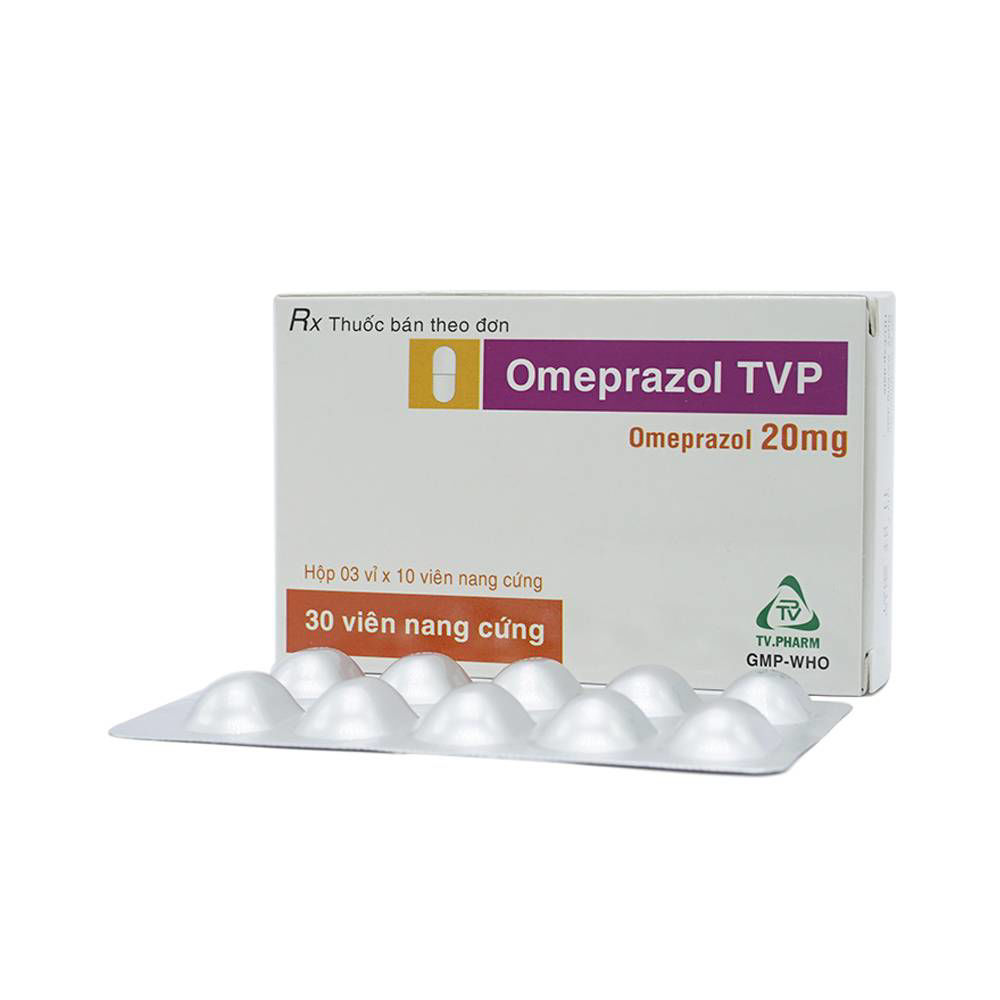 Rx Thuốc bán theo đơn
Omeprazol TVP
Omeprazol 20mg
Hộp 03 vỉ x 10 viên nang cứng
30 viên nang cứng
TV
TV.PHARM
GMP-WHO